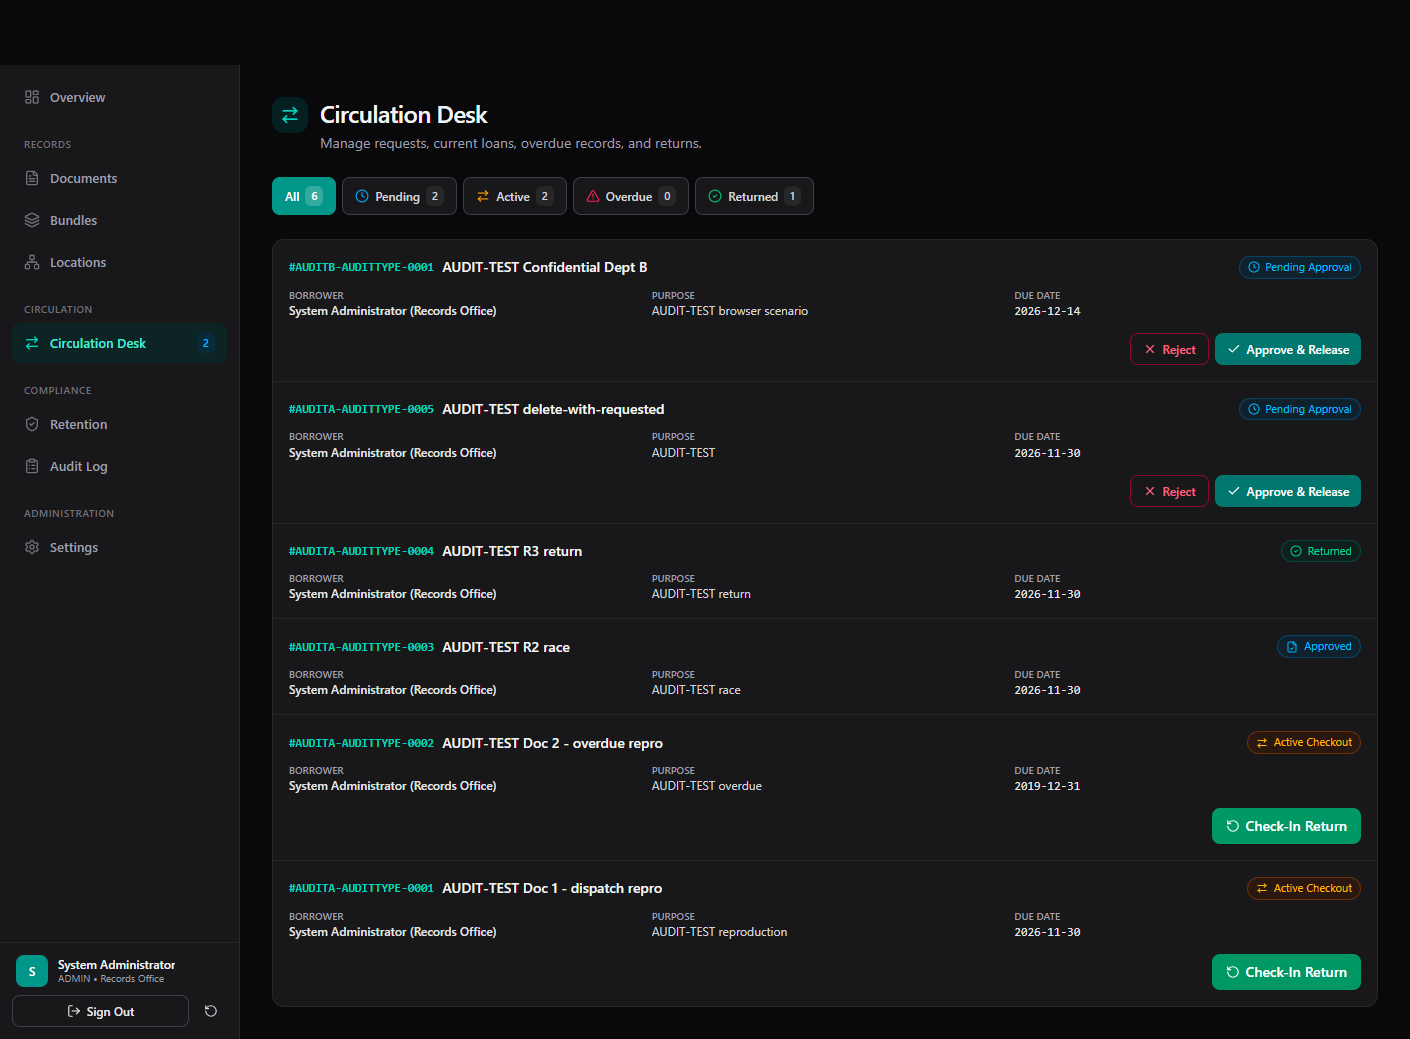 Overview
RECORDS
Documents
Bundles
Locations
CIRCULATION
Circulation Desk 2
COMPLIANCE
Retention
Audit Log
ADMINISTRATION
Settings
S
System Administrator
ADMIN • Records Office
Sign Out
Circulation Desk
Manage requests, current loans, overdue records, and returns.
All 6 Pending 2 Active 2 Overdue 0 Returned 1
#AUDITB-AUDITTYPE-0001 AUDIT-TEST Confidential Dept B Pending Approval
BORROWER PURPOSE DUE DATE
System Administrator (Records Office) AUDIT-TEST browser scenario 2026-12-14
Reject Approve & Release
#AUDITA-AUDITTYPE-0005 AUDIT-TEST delete-with-requested Pending Approval
BORROWER PURPOSE DUE DATE
System Administrator (Records Office) AUDIT-TEST 2026-11-30
Reject Approve & Release
#AUDITA-AUDITTYPE-0004 AUDIT-TEST R3 return Returned
BORROWER PURPOSE DUE DATE
System Administrator (Records Office) AUDIT-TEST return 2026-11-30
#AUDITA-AUDITTYPE-0003 AUDIT-TEST R2 race Approved
BORROWER PURPOSE DUE DATE
System Administrator (Records Office) AUDIT-TEST race 2026-11-30
#AUDITA-AUDITTYPE-0002 AUDIT-TEST Doc 2 - overdue repro Active Checkout
BORROWER PURPOSE DUE DATE
System Administrator (Records Office) AUDIT-TEST overdue 2019-12-31
Check-In Return
#AUDITA-AUDITTYPE-0001 AUDIT-TEST Doc 1 - dispatch repro Active Checkout
BORROWER PURPOSE DUE DATE
System Administrator (Records Office) AUDIT-TEST reproduction 2026-11-30
Check-In Return